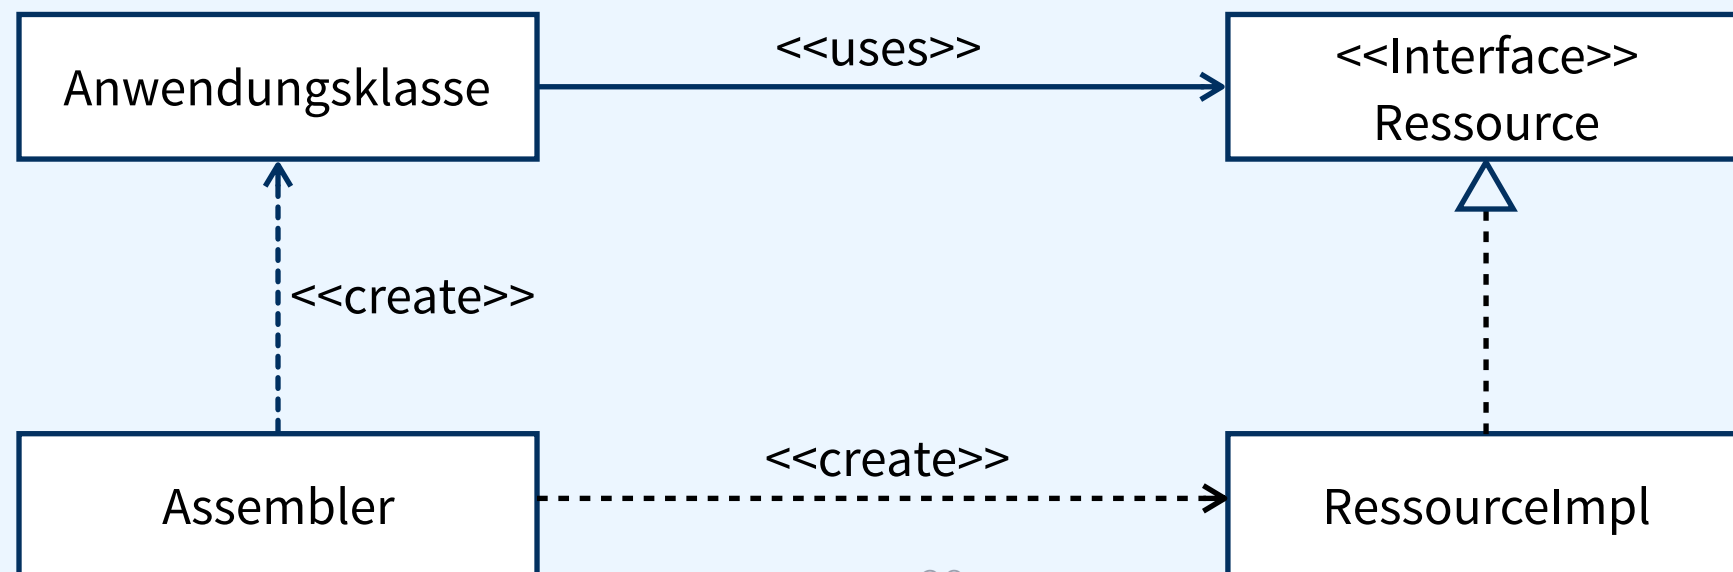 Anwendungsklasse
<<uses>>
<<Interface>>
Ressource
<<create>>
Assembler
<<create>>
RessourceImpl